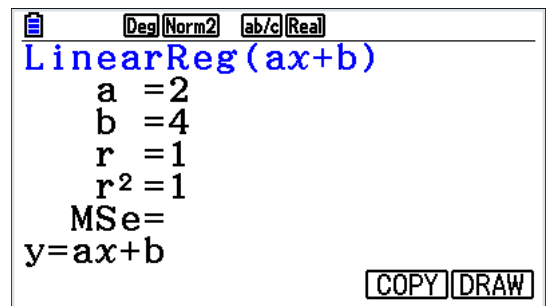 Deg Norm2 ab/c Real
LinearReg(ax+b)
a =2
b =4
r =1
r²=1
MSe=
y=ax+b
COPY DRAW